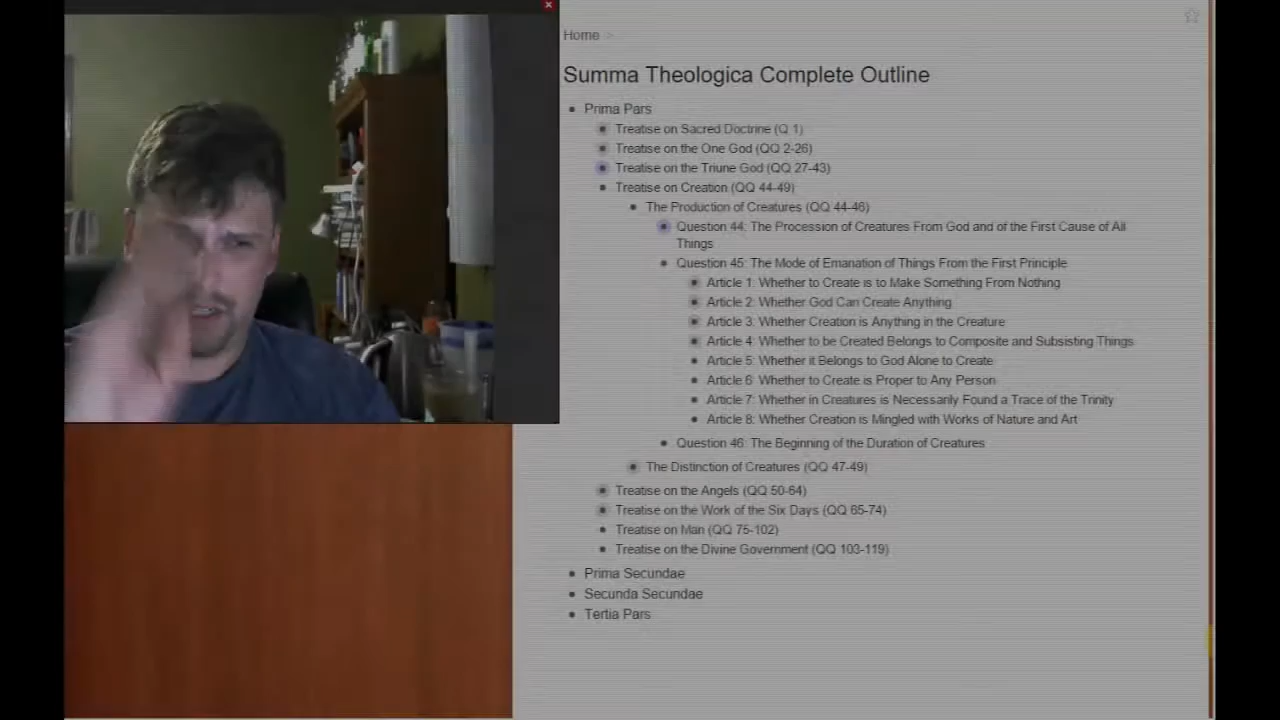 Home >
Summa Theologica Complete Outline
Prima Pars
Treatise on Sacred Doctrine (Q 1)
Treatise on the One God (QQ 2-26)
Treatise on the Triune God (QQ 27-43)
Treatise on Creation (QQ 44-49)
The Production of Creatures (QQ 44-46)
Question 44: The Procession of Creatures From God and of the First Cause of All
Things
Question 45: The Mode of Emanation of Things From the First Principle
Article 1: Whether to Create is to Make Something From Nothing
Article 2: Whether God Can Create Anything
Article 3: Whether Creation is Anything in the Creature
Article 4: Whether to be Created Belongs to Composite and Subsisting Things
Article 5: Whether it Belongs to God Alone to Create
Article 6: Whether to Create is Proper to Any Person
Article 7: Whether in Creatures is Necessarily Found a Trace of the Trinity
Article 8: Whether Creation is Mingled with Works of Nature and Art
Question 46: The Beginning of the Duration of Creatures
The Distinction of Creatures (QQ 47-49)
Treatise on the Angels (QQ 50-64)
Treatise on the Work of the Six Days (QQ 65-74)
Treatise on Man (QQ 75-102)
Treatise on the Divine Government (QQ 103-119)
Prima Secundae
Secunda Secundae
Tertia Pars